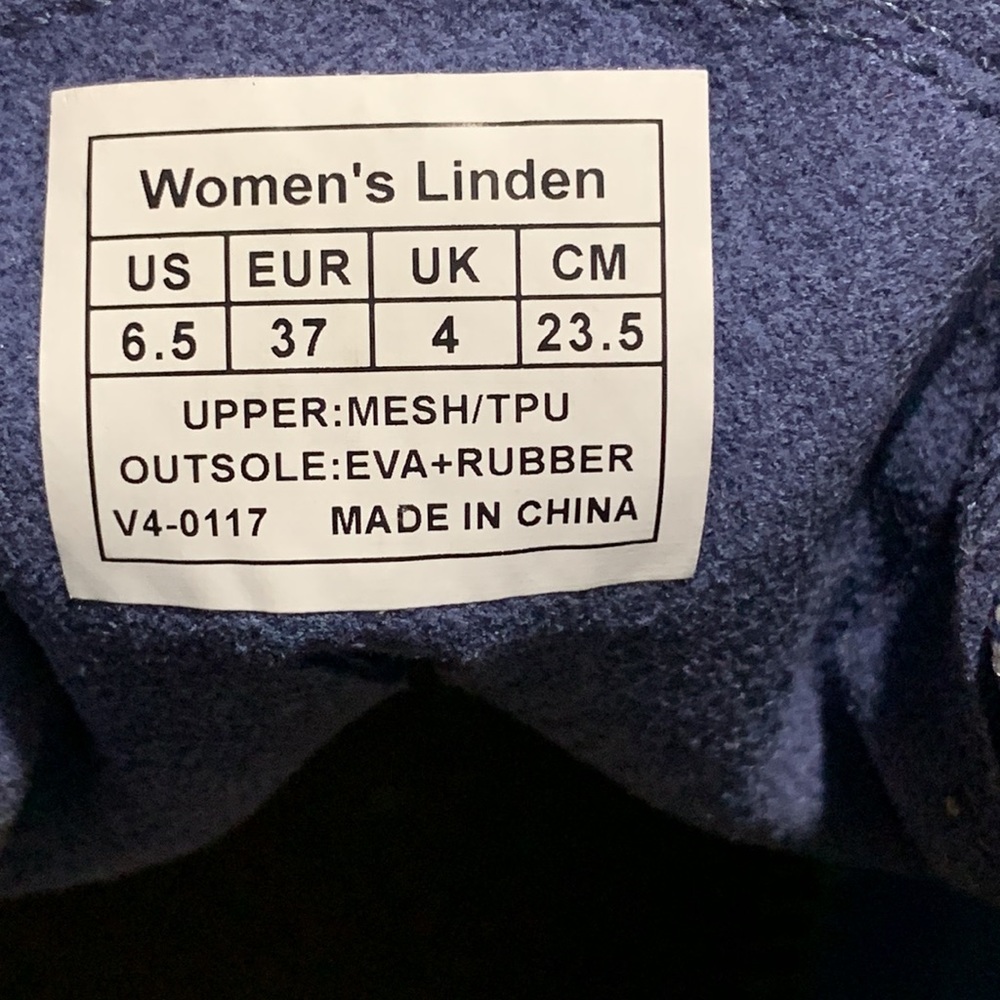 Women's Linden
US EUR UK CM
6.5 37 4 23.5
UPPER:MESH/TPU
OUTSOLE:EVA+RUBBER
V4-0117 MADE IN CHINA